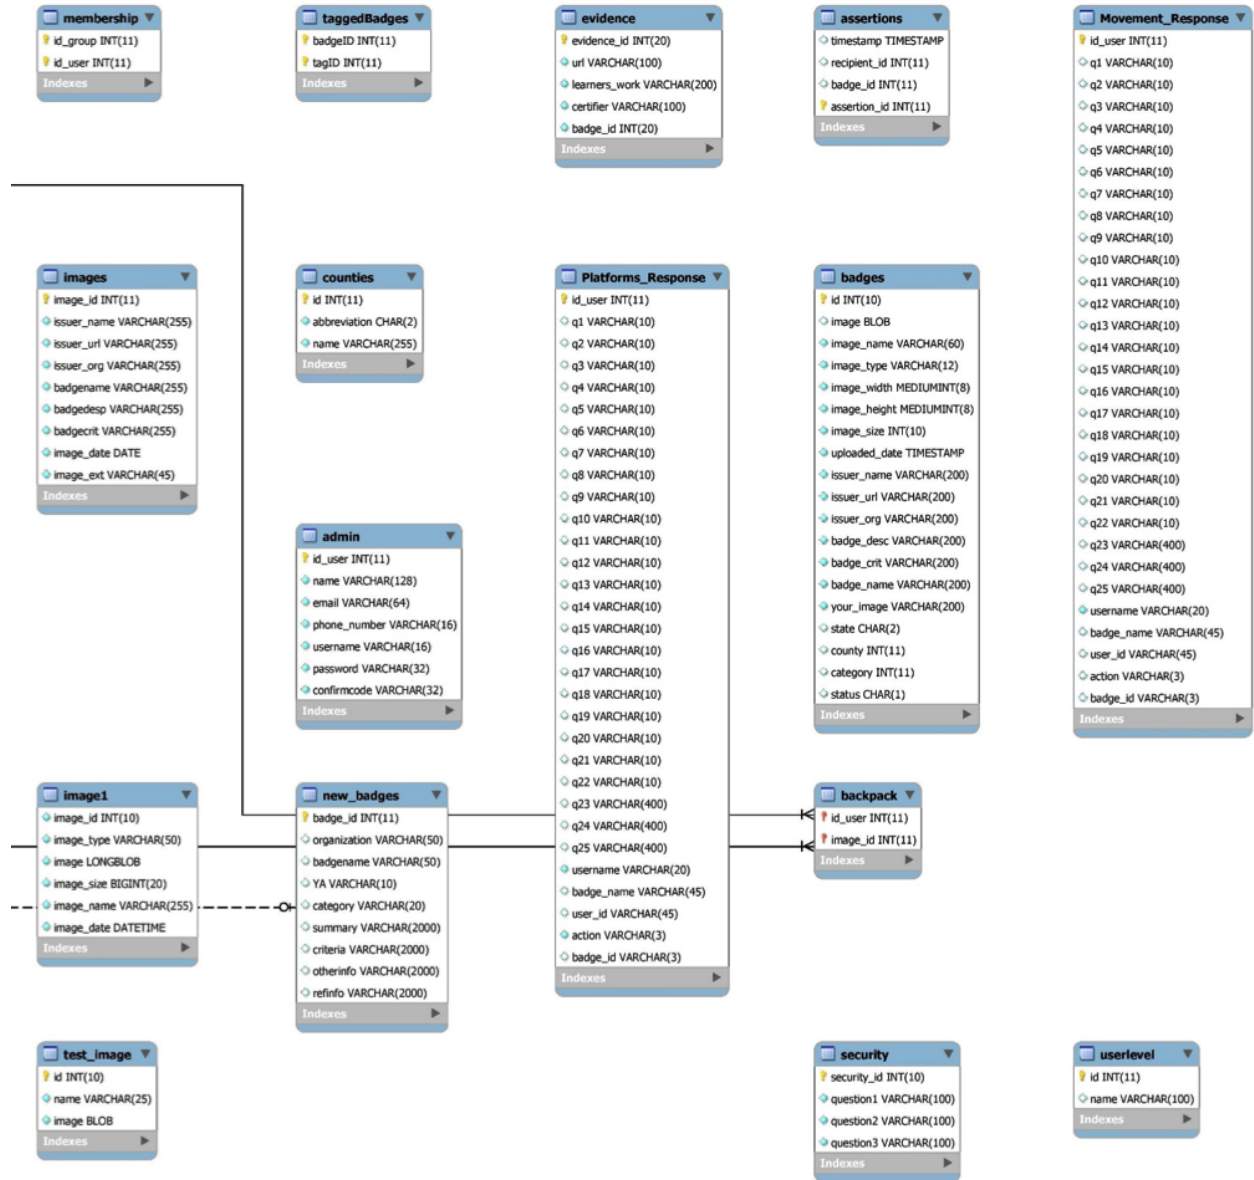 membership
id_group INT(11)
id_user INT(11)
Indexes
taggedBadges
badgeID INT(11)
tagID INT(11)
Indexes
evidence
evidence_id INT(20)
url VARCHAR(100)
learners_work VARCHAR(200)
certifier VARCHAR(100)
badge_id INT(20)
Indexes
assertions
timestamp TIMESTAMP
recipient_id INT(11)
badge_id INT(11)
assertion_id INT(11)
Indexes
Movement_Response
id_user INT(11)
q1 VARCHAR(10)
q2 VARCHAR(10)
q3 VARCHAR(10)
q4 VARCHAR(10)
q5 VARCHAR(10)
q6 VARCHAR(10)
q7 VARCHAR(10)
q8 VARCHAR(10)
q9 VARCHAR(10)
q10 VARCHAR(10)
q11 VARCHAR(10)
q12 VARCHAR(10)
q13 VARCHAR(10)
q14 VARCHAR(10)
q15 VARCHAR(10)
q16 VARCHAR(10)
q17 VARCHAR(10)
q18 VARCHAR(10)
q19 VARCHAR(10)
q20 VARCHAR(10)
q21 VARCHAR(10)
q22 VARCHAR(10)
q23 VARCHAR(400)
q24 VARCHAR(400)
q25 VARCHAR(400)
username VARCHAR(20)
badge_name VARCHAR(45)
user_id VARCHAR(45)
action VARCHAR(3)
badge_id VARCHAR(3)
Indexes
images
image_id INT(11)
issuer_name VARCHAR(255)
issuer_url VARCHAR(255)
issuer_org VARCHAR(255)
badgename VARCHAR(255)
badgedesp VARCHAR(255)
badgecrit VARCHAR(255)
image_date DATE
image_ext VARCHAR(45)
Indexes
counties
id INT(11)
abbreviation CHAR(2)
name VARCHAR(255)
Indexes
Platforms_Response
id_user INT(11)
q1 VARCHAR(10)
q2 VARCHAR(10)
q3 VARCHAR(10)
q4 VARCHAR(10)
q5 VARCHAR(10)
q6 VARCHAR(10)
q7 VARCHAR(10)
q8 VARCHAR(10)
q9 VARCHAR(10)
q10 VARCHAR(10)
q11 VARCHAR(10)
q12 VARCHAR(10)
q13 VARCHAR(10)
q14 VARCHAR(10)
q15 VARCHAR(10)
q16 VARCHAR(10)
q17 VARCHAR(10)
q18 VARCHAR(10)
q19 VARCHAR(10)
q20 VARCHAR(10)
q21 VARCHAR(10)
q22 VARCHAR(10)
q23 VARCHAR(400)
q24 VARCHAR(400)
q25 VARCHAR(400)
username VARCHAR(20)
badge_name VARCHAR(45)
user_id VARCHAR(45)
action VARCHAR(3)
badge_id VARCHAR(3)
Indexes
badges
id INT(10)
image BLOB
image_name VARCHAR(60)
image_type VARCHAR(12)
image_width MEDIUMINT(8)
image_height MEDIUMINT(8)
image_size INT(10)
uploaded_date TIMESTAMP
issuer_name VARCHAR(200)
issuer_url VARCHAR(200)
issuer_org VARCHAR(200)
badge_desc VARCHAR(200)
badge_crit VARCHAR(200)
badge_name VARCHAR(200)
your_image VARCHAR(200)
state CHAR(2)
county INT(11)
category INT(11)
status CHAR(1)
Indexes
admin
id_user INT(11)
name VARCHAR(128)
email VARCHAR(64)
phone_number VARCHAR(16)
username VARCHAR(16)
password VARCHAR(32)
confirmcode VARCHAR(32)
Indexes
image1
image_id INT(10)
image_type VARCHAR(50)
image LONGBLOB
image_size BIGINT(20)
image_name VARCHAR(255)
image_date DATETIME
Indexes
new_badges
badge_id INT(11)
organization VARCHAR(50)
badgename VARCHAR(50)
YA VARCHAR(10)
category VARCHAR(20)
summary VARCHAR(2000)
criteria VARCHAR(2000)
otherinfo VARCHAR(2000)
refinfo VARCHAR(2000)
Indexes
backpack
id_user INT(11)
image_id INT(11)
Indexes
test_image
id INT(10)
name VARCHAR(25)
image BLOB
Indexes
security
security_id INT(10)
question1 VARCHAR(100)
question2 VARCHAR(100)
question3 VARCHAR(100)
Indexes
userlevel
id INT(11)
name VARCHAR(100)
Indexes